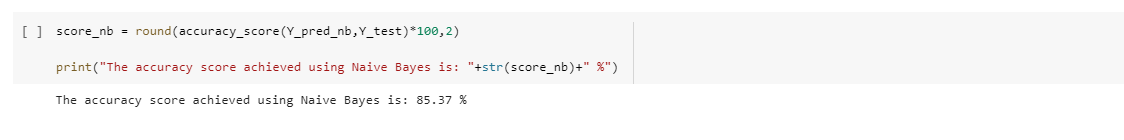 [ ] score_nb = round(accuracy_score(Y_pred_nb,Y_test)*100,2)
print("The accuracy score achieved using Naive Bayes is: "+str(score_nb)+" %")
The accuracy score achieved using Naive Bayes is: 85.37 %